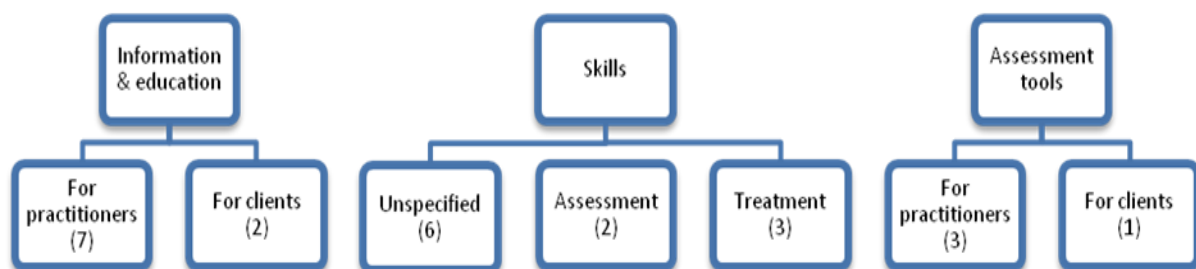 Information
& education
Skills
Assessment
tools
For
practitioners
(7)
For clients
(2)
Unspecified
(6)
Assessment
(2)
Treatment
(3)
For
practitioners
(3)
For clients
(1)